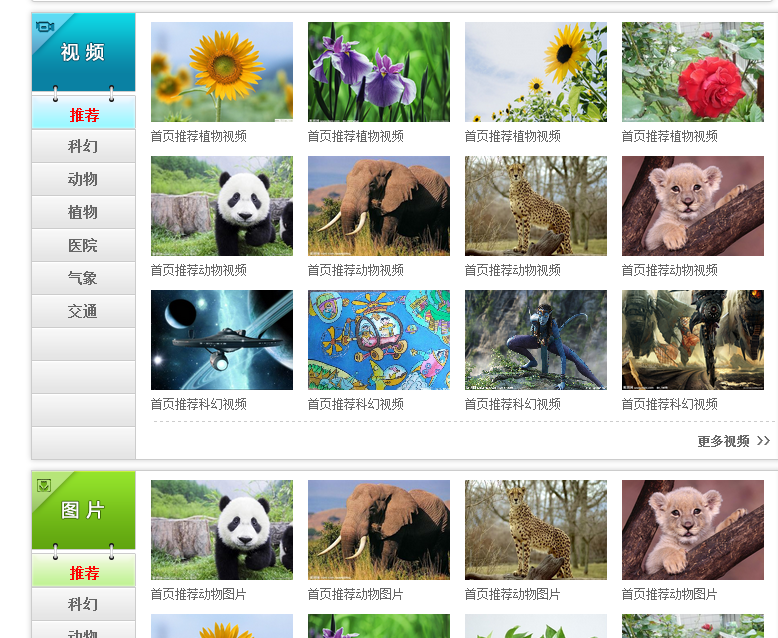 视 频
推荐
科幻
动物
植物
医院
气象
交通
首页推荐植物视频
首页推荐植物视频
首页推荐植物视频
首页推荐植物视频
首页推荐动物视频
首页推荐动物视频
首页推荐动物视频
首页推荐动物视频
首页推荐科幻视频
首页推荐科幻视频
首页推荐科幻视频
首页推荐科幻视频
更多视频 >>
图 片
推荐
科幻
动物
首页推荐动物图片
首页推荐动物图片
首页推荐动物图片
首页推荐动物图片